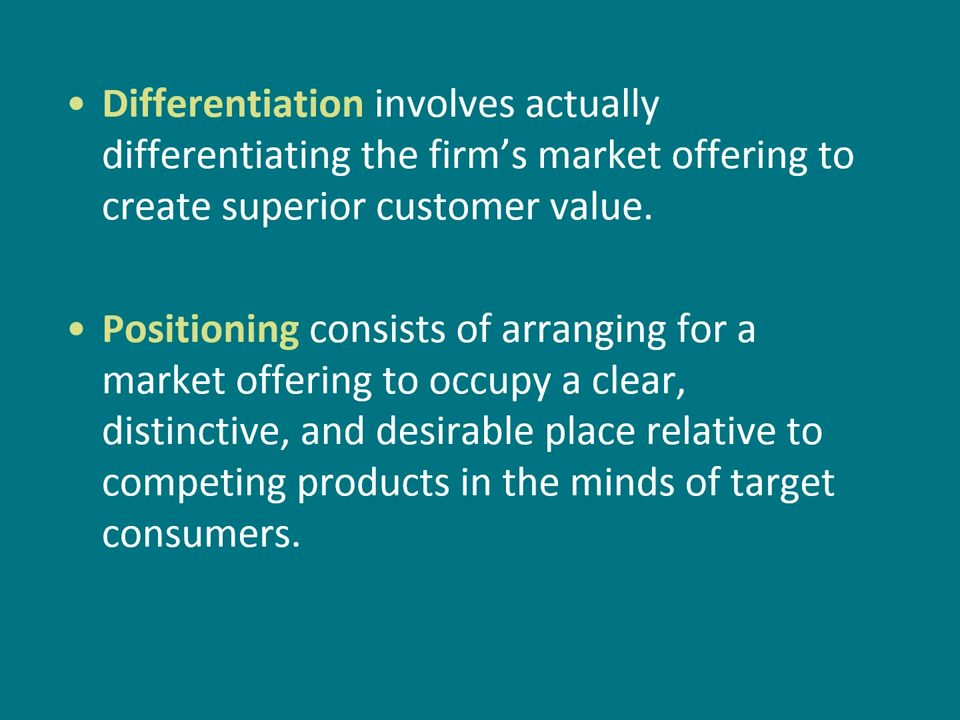 • Differentiation involves actually
differentiating the firm’s market offering to
create superior customer value.
• Positioning consists of arranging for a
market offering to occupy a clear,
distinctive, and desirable place relative to
competing products in the minds of target
consumers.